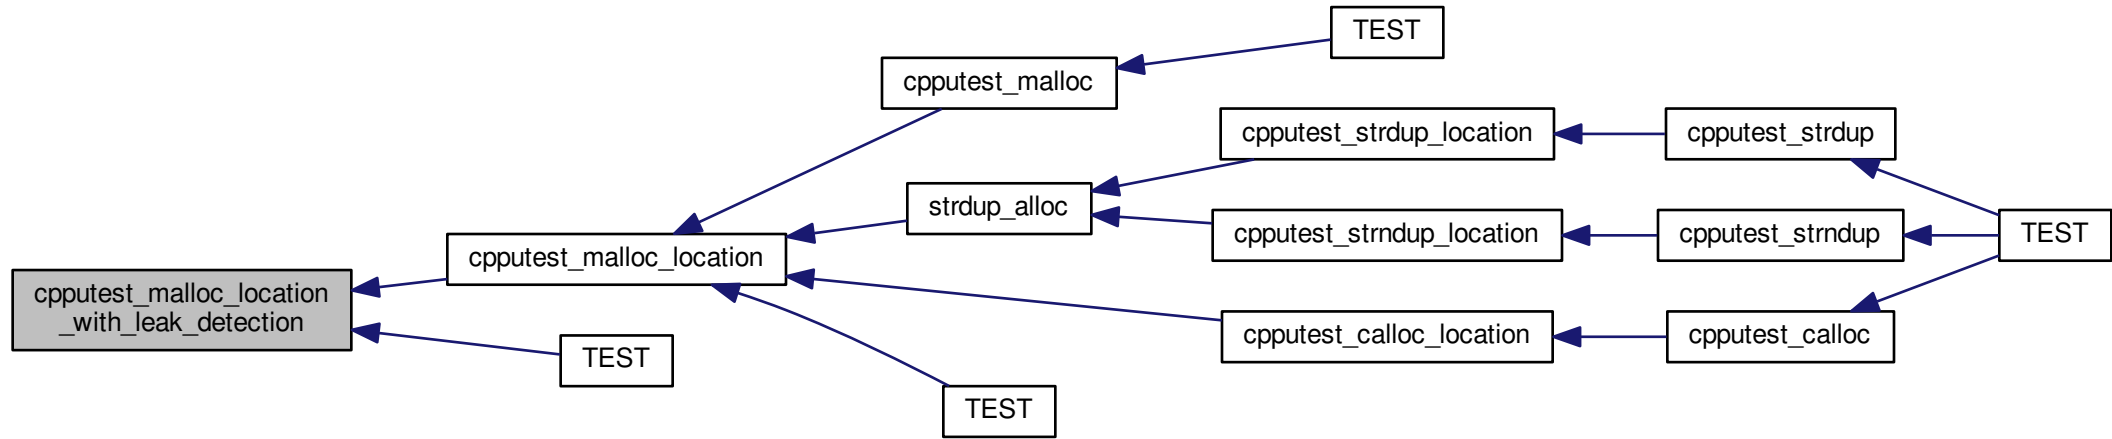 TEST
cpputest_malloc
cpputest_strdup_location
cpputest_strdup
strdup_alloc
cpputest_strndup_location
cpputest_strndup
TEST
cpputest_malloc_location
cpputest_malloc_location
_with_leak_detection
cpputest_calloc_location
cpputest_calloc
TEST
TEST